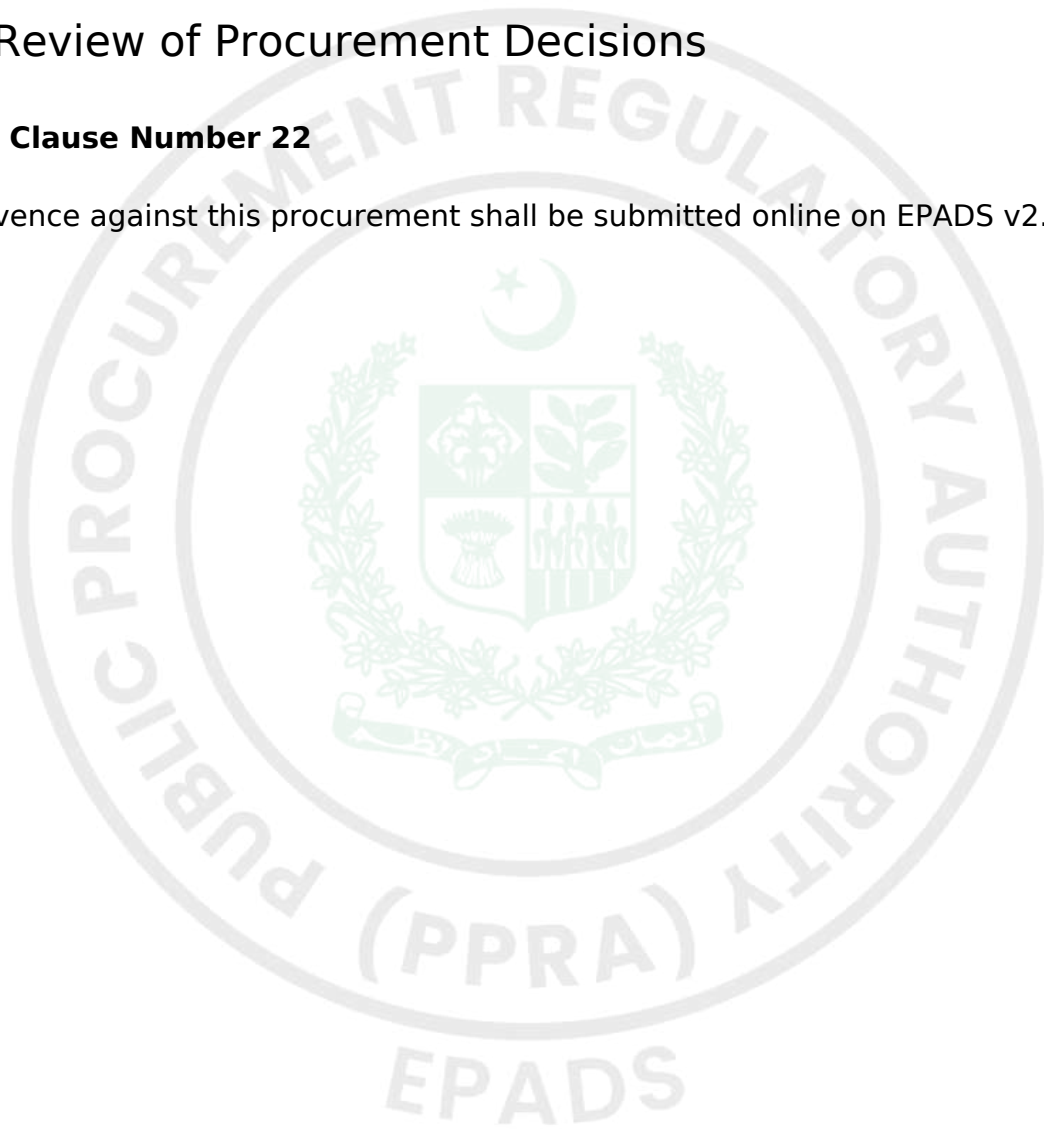 Review of Procurement Decisions
Clause Number 22
vence against this procurement shall be submitted online on EPADS v2.
PUBLIC PROCUREMENT REGULATORY AUTHORITY
(PPRA)
EPADS